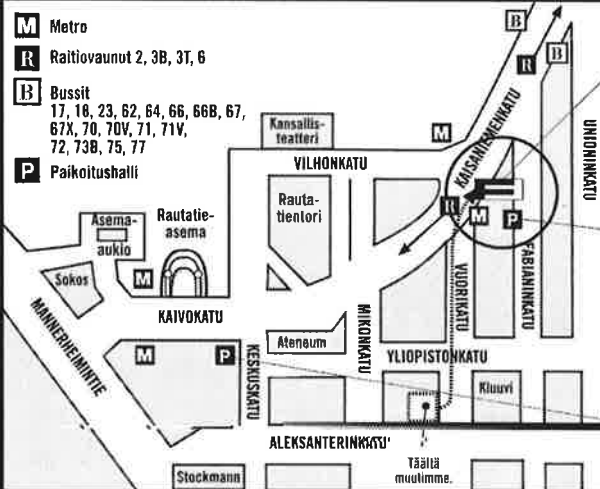 M Metro
R Raitiovaunut 2, 3B, 3T, 6
B Bussit
17, 18, 23, 62, 64, 66, 66B, 67,
67X, 70, 70V, 71, 71V,
72, 73B, 75, 77
P Paikoitushalli
B
R
B
UNIONINKATU
Kansallis-
teatteri
M
KAISANIEMENKATU
VILHONKATU
Rauta-
tientori
R
M
P
Asema-
aukio
Rautatie-
asema
Sokos
M
KAIVOKATU
MANNERHEIMINTIE
VUORIKATU
FABIANINKATU
MIKONKATU
Ateneum
M
P
KESKUSKATU
YLIOPISTONKATU
Kluuvi
ALEKSANTERINKATU
Stockmann
Täältä
muutimme.